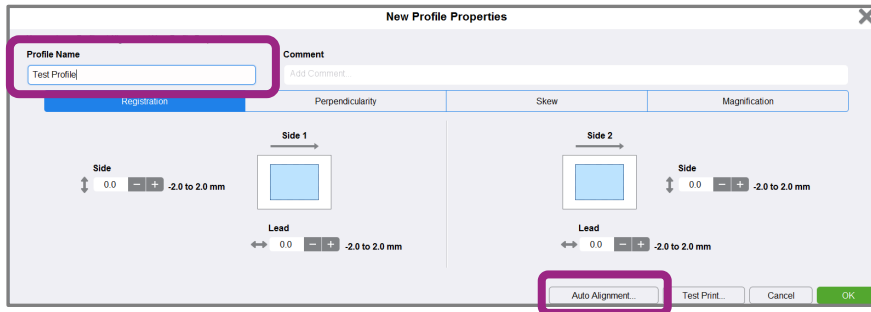 New Profile Properties
Profile Name
Comment
Test Profile
Add Comment...
Registration
Perpendicularity
Skew
Magnification
Side 1
Side 2
Side
0.0 − + -2.0 to 2.0 mm
Side
0.0 − + -2.0 to 2.0 mm
Lead
0.0 − + -2.0 to 2.0 mm
Lead
0.0 − + -2.0 to 2.0 mm
Auto Alignment...
Test Print...
Cancel
OK